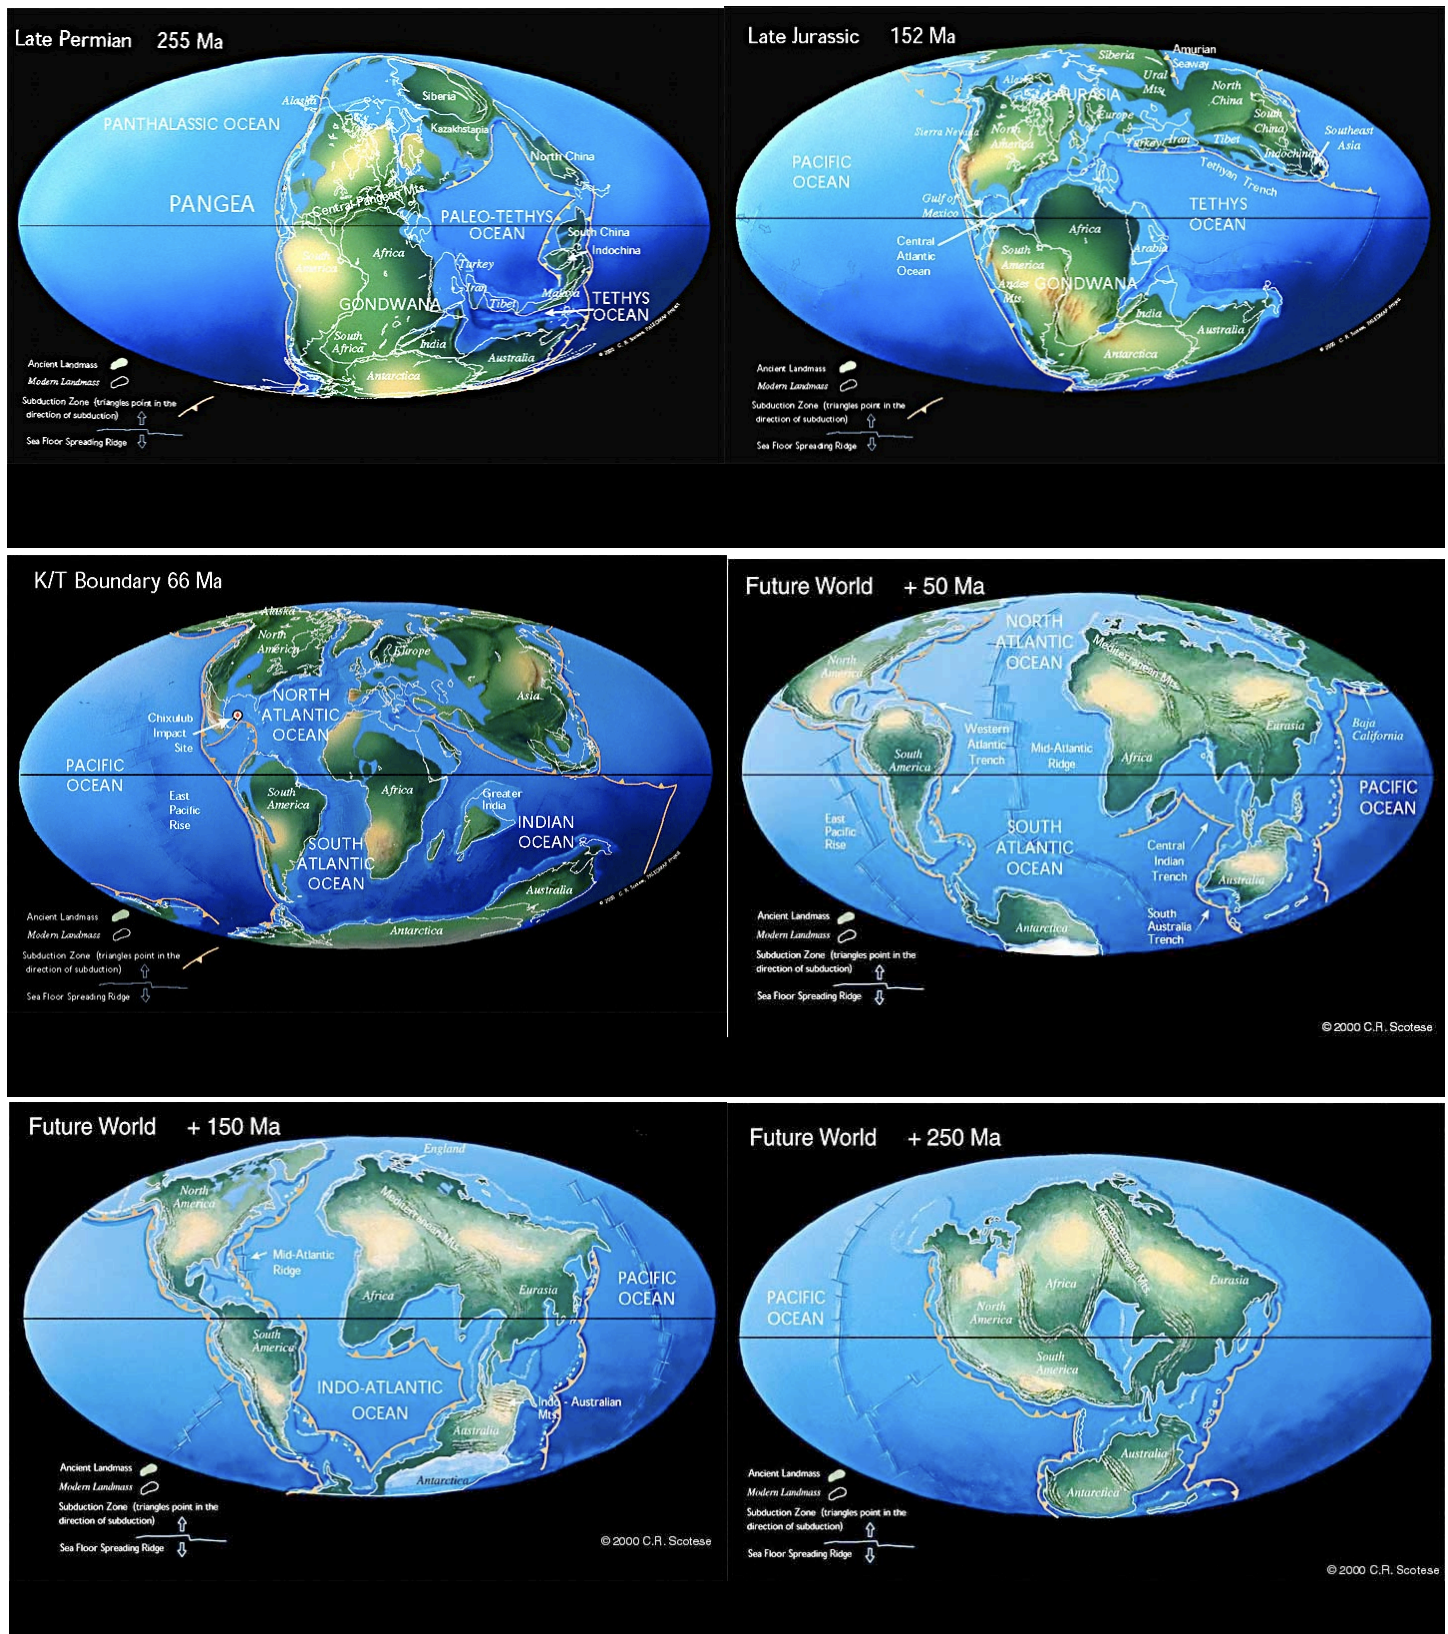 Late Permian 255 Ma
Alaska
Siberia
PANTHALASSIC OCEAN
Kazakhstania
North China
PANGEA
Central Pangean Mts.
PALEO-TETHYS
OCEAN
South China
Indochina
South
America
Africa
Turkey
Iran
Tibet
Malaya
GONDWANA
TETHYS
OCEAN
South
Africa
India
Australia
Antarctica
Ancient Landmass
Modern Landmass
Subduction Zone (triangles point in the
direction of subduction)
Sea Floor Spreading Ridge
Late Jurassic 152 Ma
Siberia
Amurian
Seaway
Alaska
Ural
Mts.
LAURASIA
North
China
Europe
South
China
Sierra Nevada
North
America
Turkey
Iran
Tibet
Indochina
Southeast
Asia
PACIFIC
OCEAN
Tethyan Trench
Gulf of
Mexico
TETHYS
OCEAN
Central
Atlantic
Ocean
Africa
Arabia
South
America
Andes
Mts.
GONDWANA
India
Australia
Antarctica
Ancient Landmass
Modern Landmass
Subduction Zone (triangles point in the
direction of subduction)
Sea Floor Spreading Ridge
K/T Boundary 66 Ma
Alaska
North
America
Europe
Asia
NORTH
ATLANTIC
OCEAN
Chixulub
Impact
Site
PACIFIC
OCEAN
East
Pacific
Rise
South
America
Africa
Greater
India
INDIAN
OCEAN
SOUTH
ATLANTIC
OCEAN
Australia
Antarctica
Ancient Landmass
Modern Landmass
Subduction Zone (triangles point in the
direction of subduction)
Sea Floor Spreading Ridge
Future World + 50 Ma
NORTH
ATLANTIC
OCEAN
Mediterranean Mts.
North
America
Eurasia
Baja
California
Western
Atlantic
Trench
Mid-Atlantic
Ridge
South
America
Africa
PACIFIC
OCEAN
East
Pacific
Rise
SOUTH
ATLANTIC
OCEAN
Central
Indian
Trench
Australia
South
Australia
Trench
Antarctica
Ancient Landmass
Modern Landmass
Subduction Zone (triangles point in the
direction of subduction)
Sea Floor Spreading Ridge
© 2000 C.R. Scotese
Future World + 150 Ma
England
North
America
Mediterranean Mts.
Mid-Atlantic
Ridge
Africa
Eurasia
PACIFIC
OCEAN
South
America
INDO-ATLANTIC
OCEAN
Indo - Australian
Mts.
Australia
Antarctica
Ancient Landmass
Modern Landmass
Subduction Zone (triangles point in the
direction of subduction)
Sea Floor Spreading Ridge
© 2000 C.R. Scotese
Future World + 250 Ma
Mediterranean Mts.
PACIFIC
OCEAN
Africa
Eurasia
North
America
South
America
Australia
Antarctica
Ancient Landmass
Modern Landmass
Subduction Zone (triangles point in the
direction of subduction)
Sea Floor Spreading Ridge
© 2000 C.R. Scotese